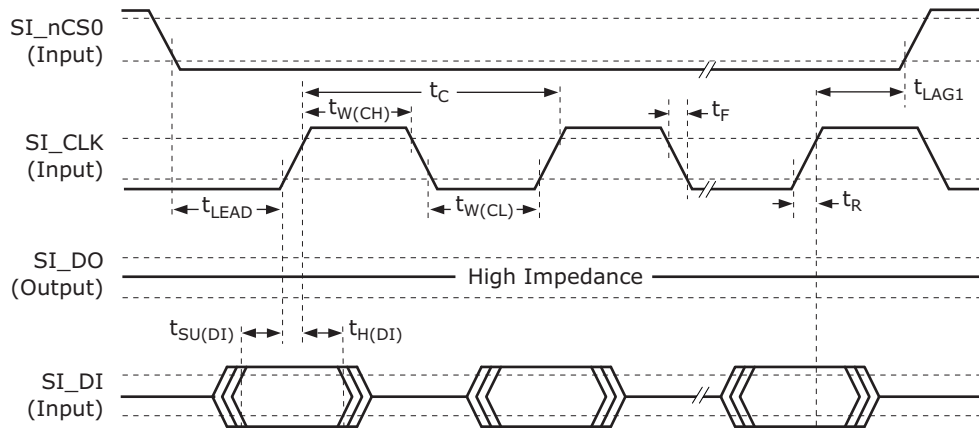 SI_nCS0
(Input)
tC
tW(CH)
tF
tLAG1
SI_CLK
(Input)
tLEAD
tW(CL)
tR
SI_DO
(Output)
High Impedance
tSU(DI)
tH(DI)
SI_DI
(Input)